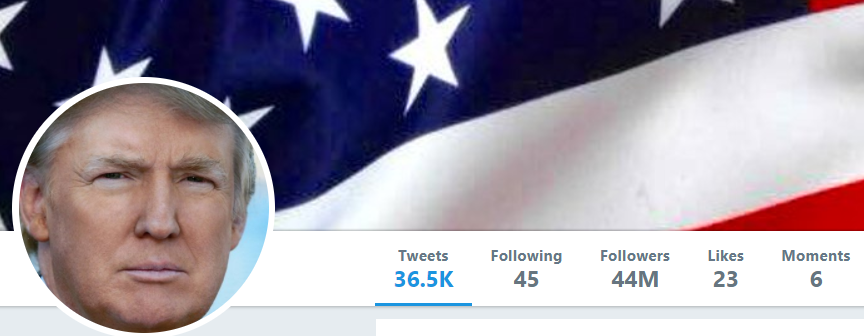 Tweets Following Followers Likes Moments
36.5K 45 44M 23 6